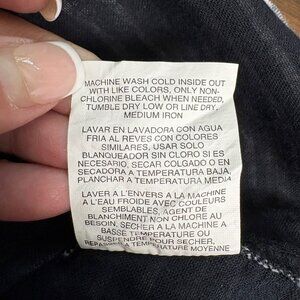 MACHINE WASH COLD INSIDE OUT
WITH LIKE COLORS, ONLY NON-
CHLORINE BLEACH WHEN NEEDED,
TUMBLE DRY LOW OR LINE DRY,
MEDIUM IRON
LAVAR EN LAVADORA CON AGUA
FRIA AL REVES CON COLORES
SIMILARES, USAR SOLO
BLANQUEADOR SIN CLORO SI ES
NECESARIO, SECAR COLGADO O EN
SECADORA A TEMPERATURA BAJA,
PLANCHAR A TEMPERATURA MEDIA
LAVER A L'ENVERS A LA MACHINE
A L'EAU FROIDE AVEC COULEURS
SEMBLABLES, AGENT DE
BLANCHIMENT NON CHLORE AU
BESOIN. SECHER A LA MACHINE A
BASSE TEMPERATURE OU
SUSPENDRE POUR SECHER,
REPASSER A TEMPERATURE MOYENNE